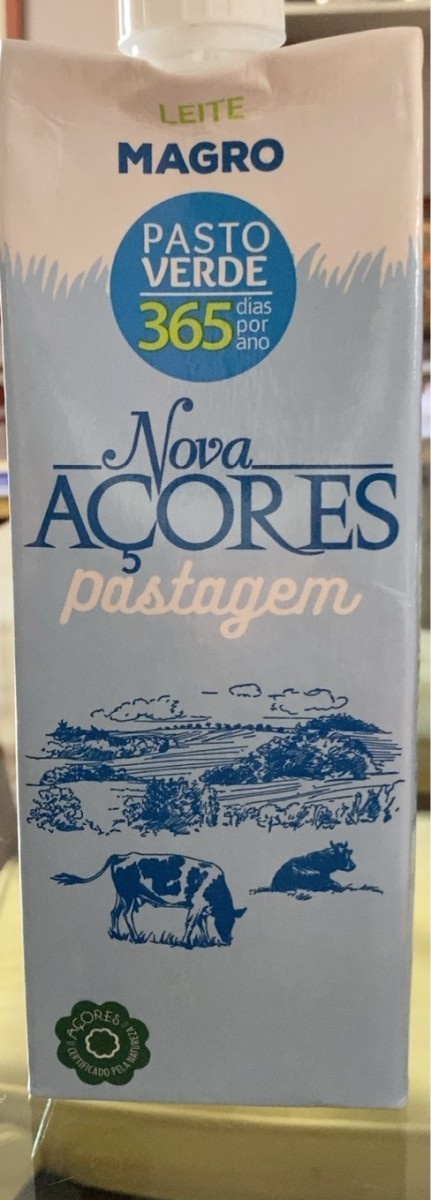 LEITE
MAGRO
PASTO
VERDE
365 dias
por
ano
Nova
AÇORES
pastagem
AÇORES
CERTIFICADO PELA NATUREZA